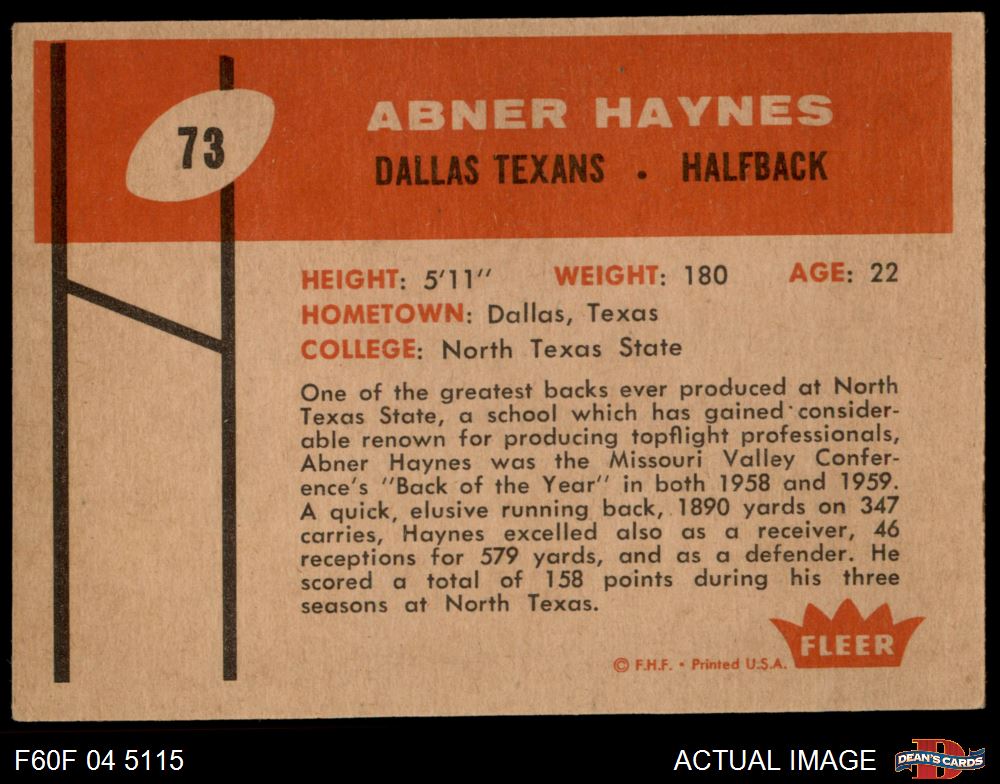 73
ABNER HAYNES
DALLAS TEXANS . HALFBACK
HEIGHT: 5'11'' WEIGHT: 180 AGE: 22
HOMETOWN: Dallas, Texas
COLLEGE: North Texas State
One of the greatest backs ever produced at North
Texas State, a school which has gained consider-
able renown for producing topflight professionals,
Abner Haynes was the Missouri Valley Confer-
ence's ''Back of the Year'' in both 1958 and 1959.
A quick, elusive running back, 1890 yards on 347
carries, Haynes excelled also as a receiver, 46
receptions for 579 yards, and as a defender. He
scored a total of 158 points during his three
seasons at North Texas.
FLEER
© F.H.F. • Printed U.S.A.
F60F 04 5115 ACTUAL IMAGE
D
DEAN'S CARDS